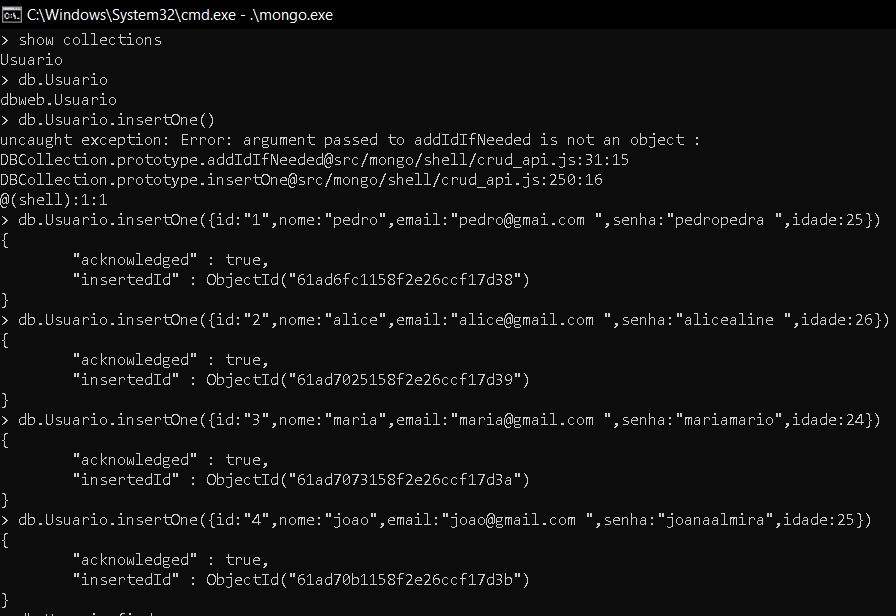 C:\Windows\System32\cmd.exe - .\mongo.exe
> show collections
Usuario
> db.Usuario
dbweb.Usuario
> db.Usuario.insertOne()
uncaught exception: Error: argument passed to addIdIfNeeded is not an object :
DBCollection.prototype.addIdIfNeeded@src/mongo/shell/crud_api.js:31:15
DBCollection.prototype.insertOne@src/mongo/shell/crud_api.js:250:16
@(shell):1:1
> db.Usuario.insertOne({id:"1",nome:"pedro",email:"pedro@gmai.com ",senha:"pedropedra ",idade:25})
{
        "acknowledged" : true,
        "insertedId" : ObjectId("61ad6fc1158f2e26ccf17d38")
}
> db.Usuario.insertOne({id:"2",nome:"alice",email:"alice@gmail.com ",senha:"alicealine ",idade:26})
{
        "acknowledged" : true,
        "insertedId" : ObjectId("61ad7025158f2e26ccf17d39")
}
> db.Usuario.insertOne({id:"3",nome:"maria",email:"maria@gmail.com ",senha:"mariamario",idade:24})
{
        "acknowledged" : true,
        "insertedId" : ObjectId("61ad7073158f2e26ccf17d3a")
}
> db.Usuario.insertOne({id:"4",nome:"joao",email:"joao@gmail.com ",senha:"joanaalmira",idade:25})
{
        "acknowledged" : true,
        "insertedId" : ObjectId("61ad70b1158f2e26ccf17d3b")
}